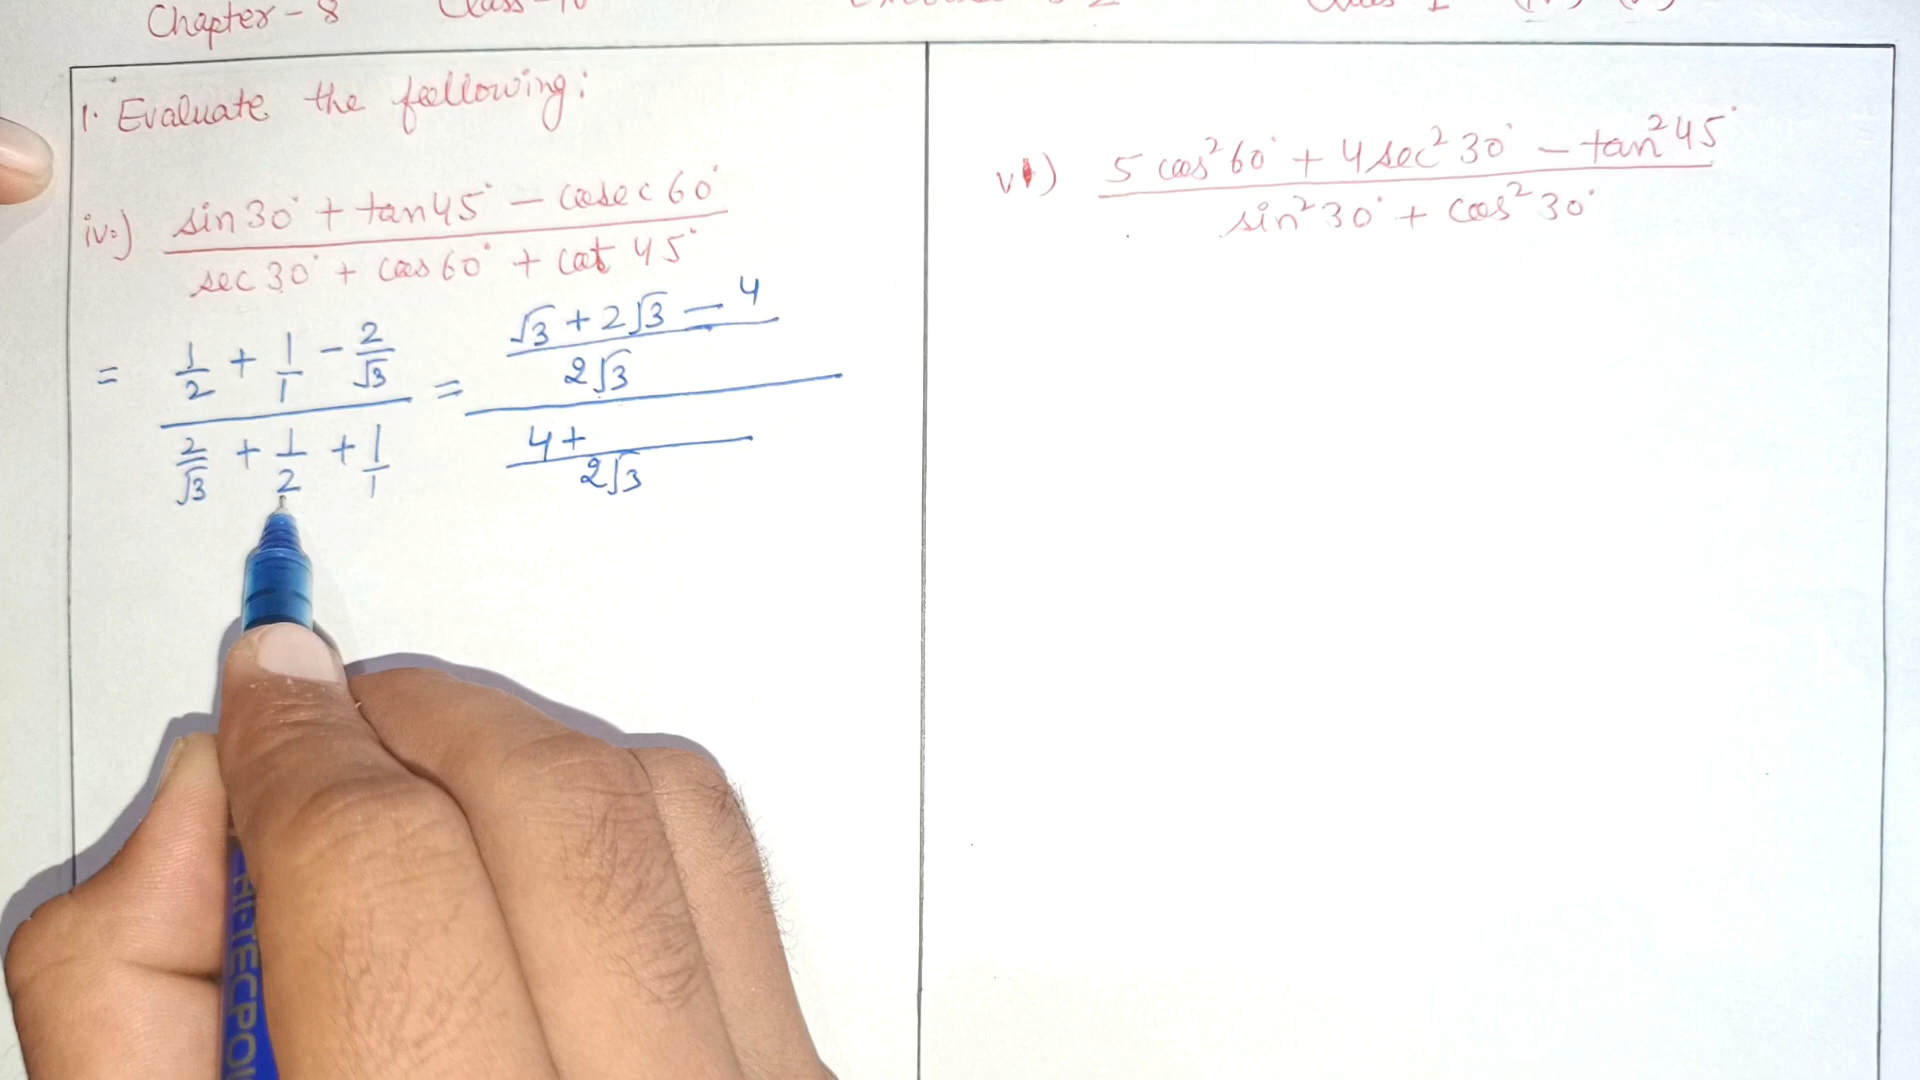 Chapter - 8
1. Evaluate the following:
iv.) sin 30° + tan 45° - cosec 60°
sec 30° + cos 60° + cot 45°
= 1/2 + 1/1 - 2/√3 = √3 + 2√3 - 4
2√3
2/√3 + 1/2 + 1/1
4 +
2√3
v) 5 cos² 60° + 4 sec² 30° - tan² 45°
sin² 30° + cos² 30°